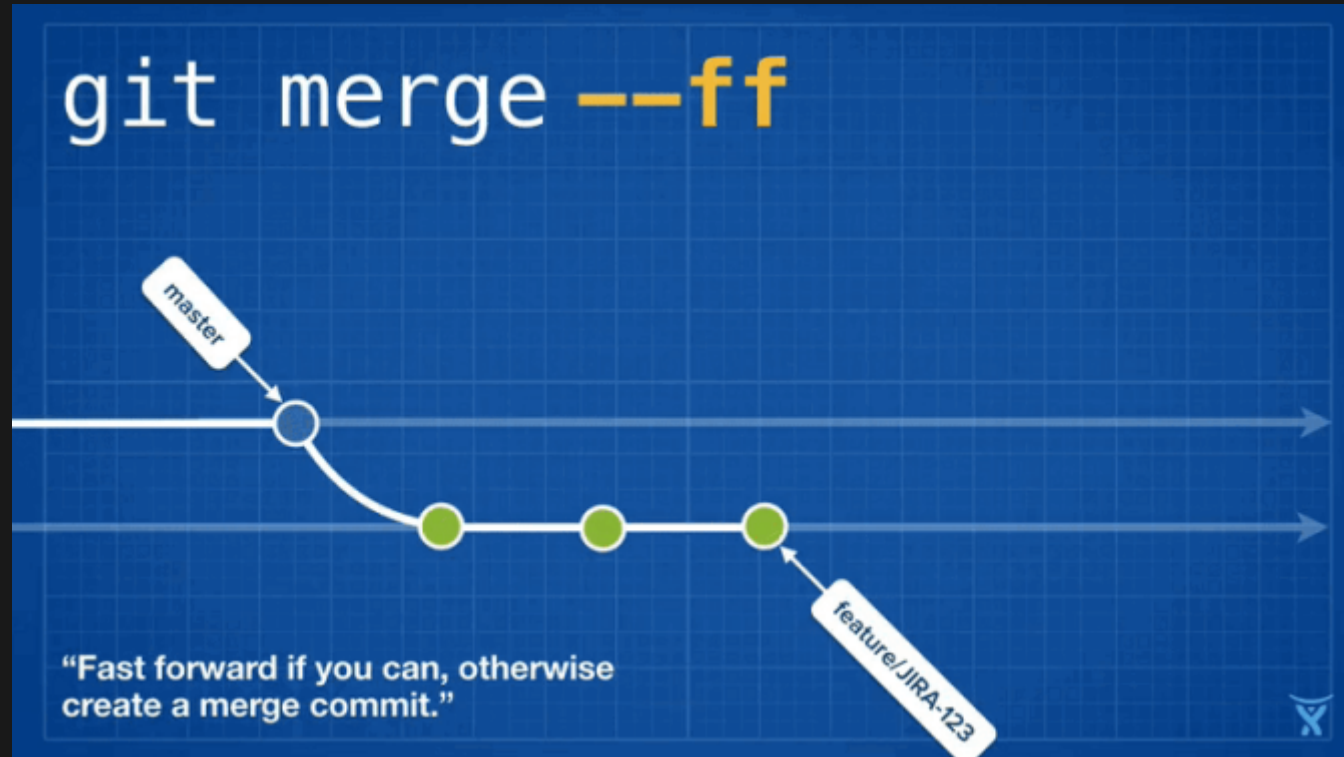 git merge --ff
master
feature/JIRA-123
“Fast forward if you can, otherwise
create a merge commit.”